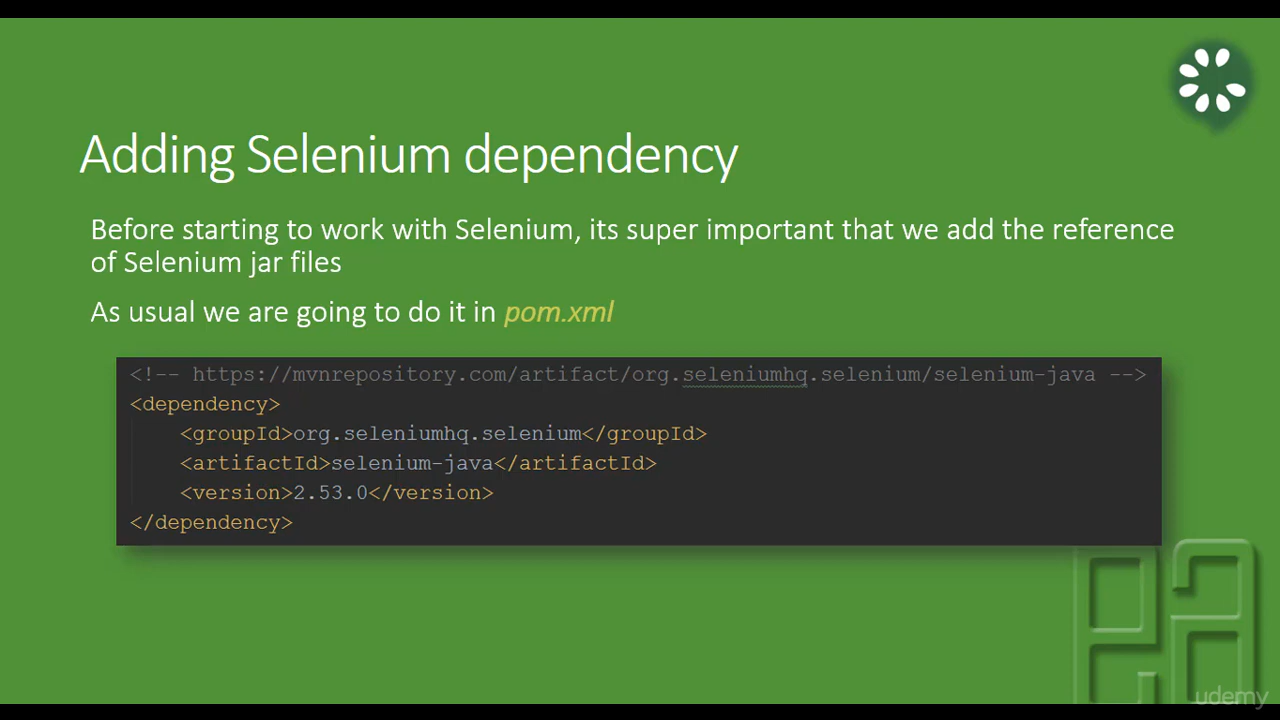 Adding Selenium dependency
Before starting to work with Selenium, its super important that we add the reference
of Selenium jar files
As usual we are going to do it in pom.xml
<!-- https://mvnrepository.com/artifact/org.seleniumhq.selenium/selenium-java -->
<dependency>
    <groupId>org.seleniumhq.selenium</groupId>
    <artifactId>selenium-java</artifactId>
    <version>2.53.0</version>
</dependency>
ea
udemy